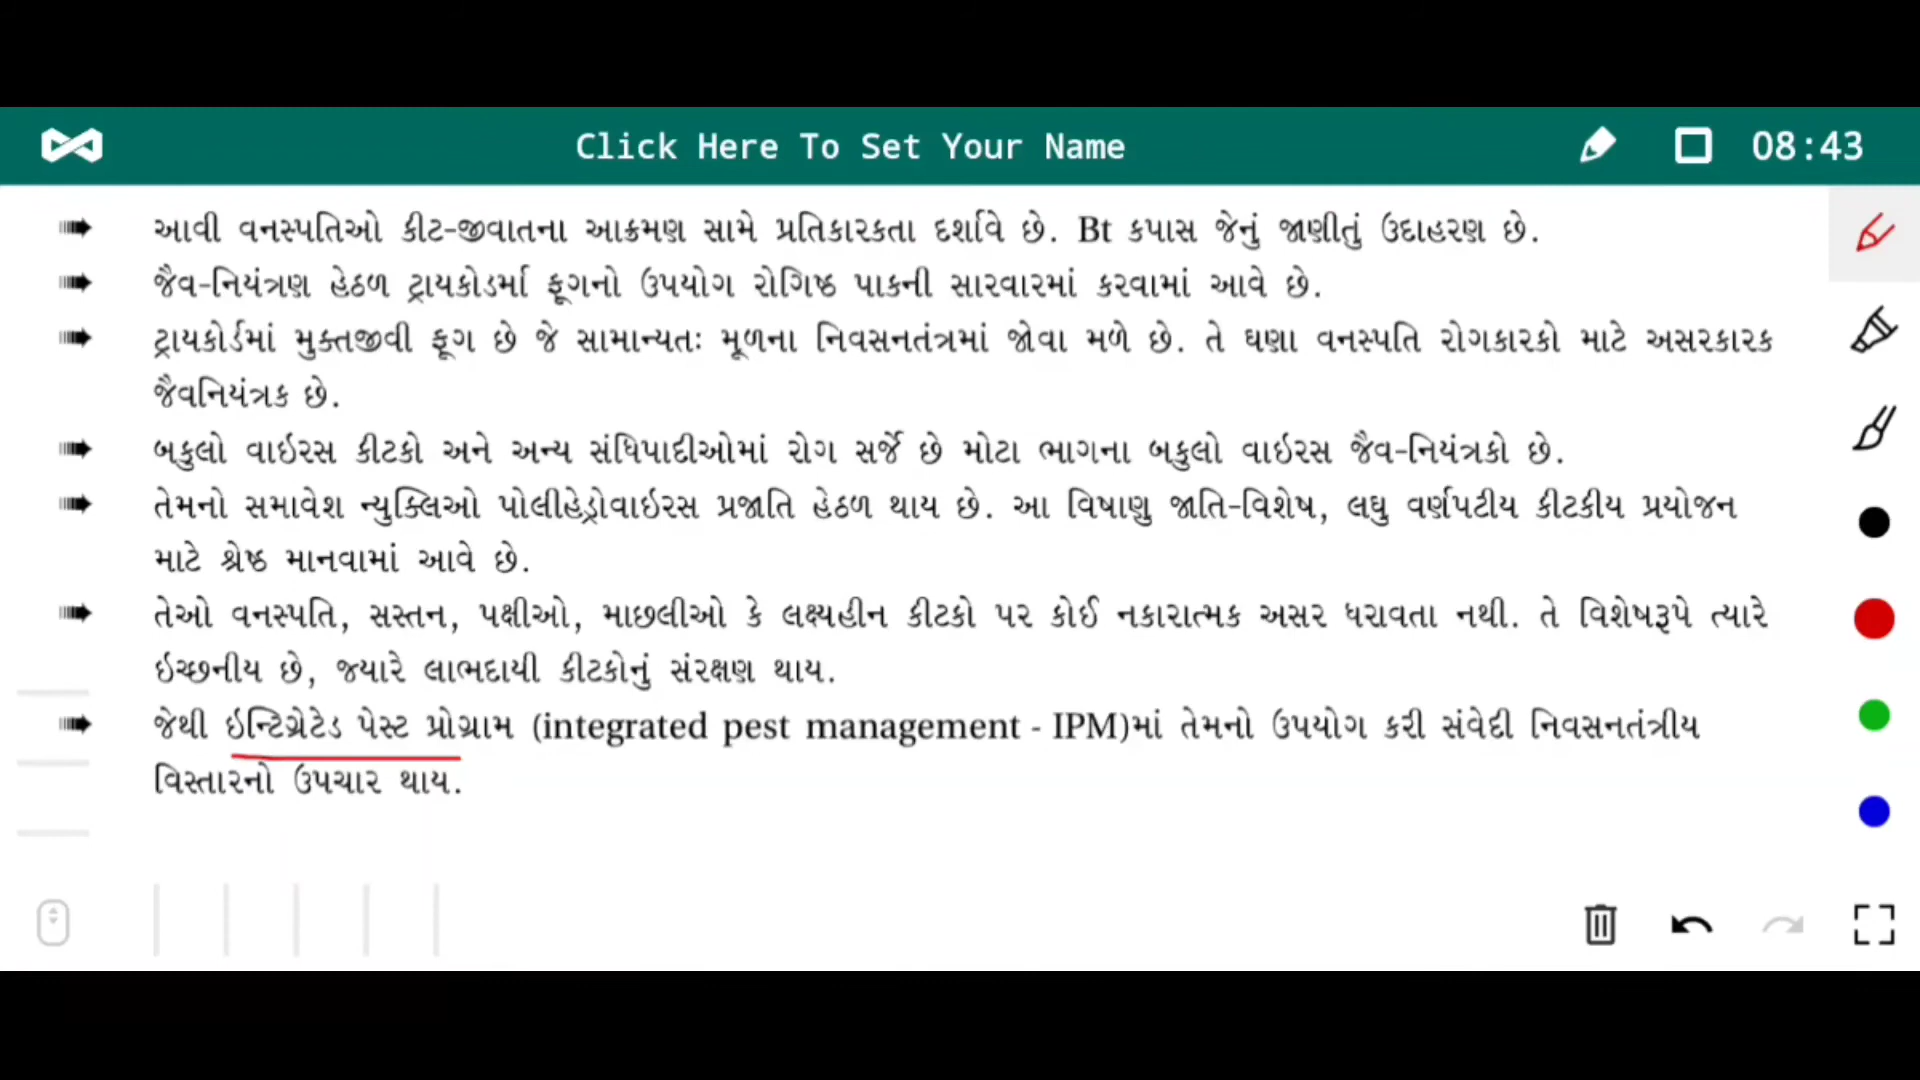 Click Here To Set Your Name
08:43
આવી વનસ્પતિઓ કીટ-જીવાતના આક્રમણ સામે પ્રતિકારકતા દર્શાવે છે. Bt કપાસ જેનું જાણીતું ઉદાહરણ છે.
જૈવ-નિયંત્રણ હેઠળ ટ્રાયકોડર્મા ફૂગનો ઉપયોગ રોગિષ્ઠ પાકની સારવારમાં કરવામાં આવે છે.
ટ્રાયકોર્ડમાં મુક્તજીવી ફૂગ છે જે સામાન્યતઃ મૂળના નિવસનતંત્રમાં જોવા મળે છે. તે ઘણા વનસ્પતિ રોગકારકો માટે અસરકારક
જૈવનિયંત્રક છે.
બકુલો વાઇરસ કીટકો અને અન્ય સંધિપાદીઓમાં રોગ સર્જે છે મોટા ભાગના બકુલો વાઇરસ જૈવ-નિયંત્રકો છે.
તેમનો સમાવેશ ન્યુક્લિઓ પોલીહેડ્રોવાઇરસ પ્રજાતિ હેઠળ થાય છે. આ વિષાણુ જાતિ-વિશેષ, લઘુ વર્ણપટીય કીટકીય પ્રયોજન
માટે શ્રેષ્ઠ માનવામાં આવે છે.
તેઓ વનસ્પતિ, સસ્તન, પક્ષીઓ, માછલીઓ કે લક્ષ્યહીન કીટકો પર કોઈ નકારાત્મક અસર ધરાવતા નથી. તે વિશેષરૂપે ત્યારે
ઇચ્છનીય છે, જ્યારે લાભદાયી કીટકોનું સંરક્ષણ થાય.
જેથી ઇન્ટિગ્રેટેડ પેસ્ટ પ્રોગ્રામ (integrated pest management - IPM)માં તેમનો ઉપયોગ કરી સંવેદી નિવસનતંત્રીય
વિસ્તારનો ઉપચાર થાય.